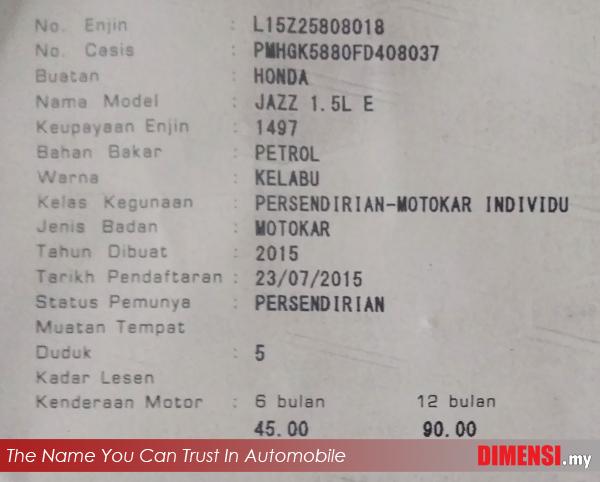 No. Enjin : L15Z25808018
No. Casis : PMHGK5880FD408037
Buatan : HONDA
Nama Model : JAZZ 1.5L E
Keupayaan Enjin : 1497
Bahan Bakar : PETROL
Warna : KELABU
Kelas Kegunaan : PERSENDIRIAN-MOTOKAR INDIVIDU
Jenis Badan : MOTOKAR
Tahun Dibuat : 2015
Tarikh Pendaftaran : 23/07/2015
Status Pemunya : PERSENDIRIAN
Muatan Tempat
Duduk : 5
Kadar Lesen
Kenderaan Motor : 6 bulan 12 bulan
45.00 90.00
The Name You Can Trust In Automobile DIMENSI.my